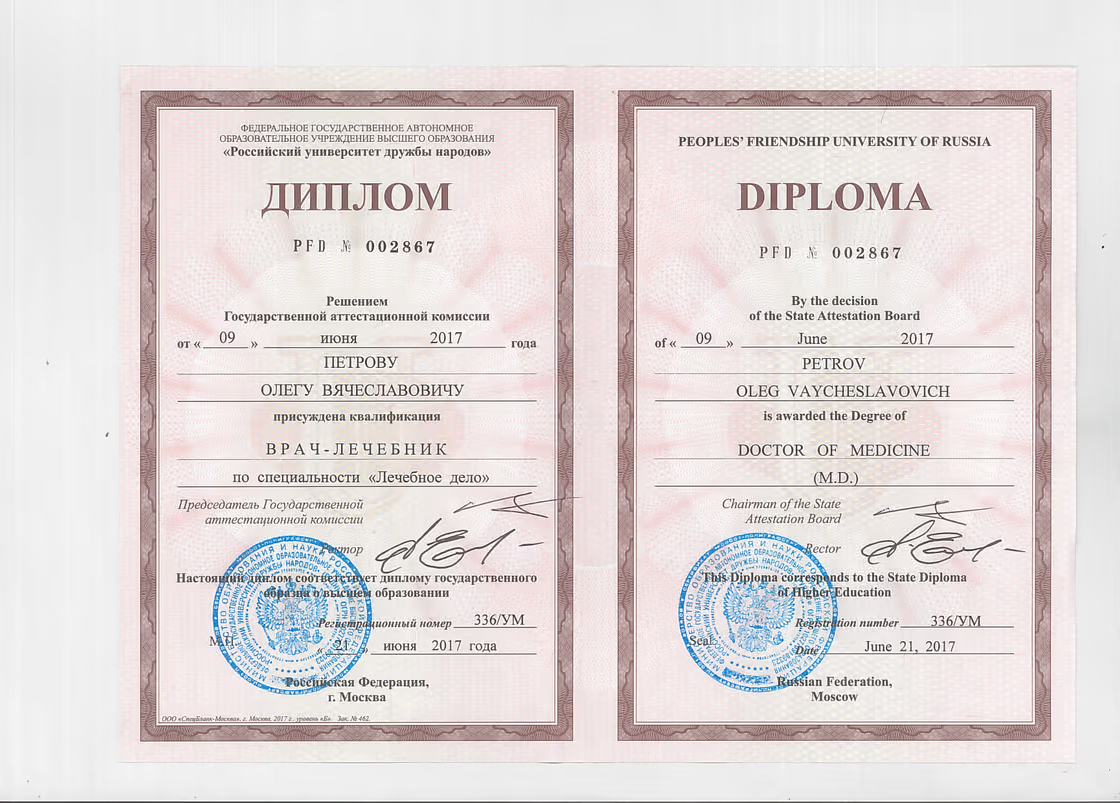 ФЕДЕРАЛЬНОЕ ГОСУДАРСТВЕННОЕ АВТОНОМНОЕ
ОБРАЗОВАТЕЛЬНОЕ УЧРЕЖДЕНИЕ ВЫСШЕГО ОБРАЗОВАНИЯ
«Российский университет дружбы народов»
ДИПЛОМ
PFD № 002867
Решением
Государственной аттестационной комиссии
от « 09 » июня 2017 года
ПЕТРОВУ
ОЛЕГУ ВЯЧЕСЛАВОВИЧУ
присуждена квалификация
ВРАЧ-ЛЕЧЕБНИК
по специальности «Лечебное дело»
Председатель Государственной
аттестационной комиссии
Ректор
Настоящий диплом соответствует диплому государственного
образца о высшем образовании
Регистрационный номер 336/УМ
М.П.
« 21 » июня 2017 года
Российская Федерация,
г. Москва
ООО «СпецБланк-Москва», г. Москва, 2017 г., уровень «Б». Зак. № 462.
PEOPLES' FRIENDSHIP UNIVERSITY OF RUSSIA
DIPLOMA
PFD № 002867
By the decision
of the State Attestation Board
of « 09 » June 2017
PETROV
OLEG VAYCHESLAVOVICH
is awarded the Degree of
DOCTOR OF MEDICINE
(M.D.)
Chairman of the State
Attestation Board
Rector
This Diploma corresponds to the State Diploma
of Higher Education
Registration number 336/УМ
Seal
Date June 21, 2017
Russian Federation,
Moscow